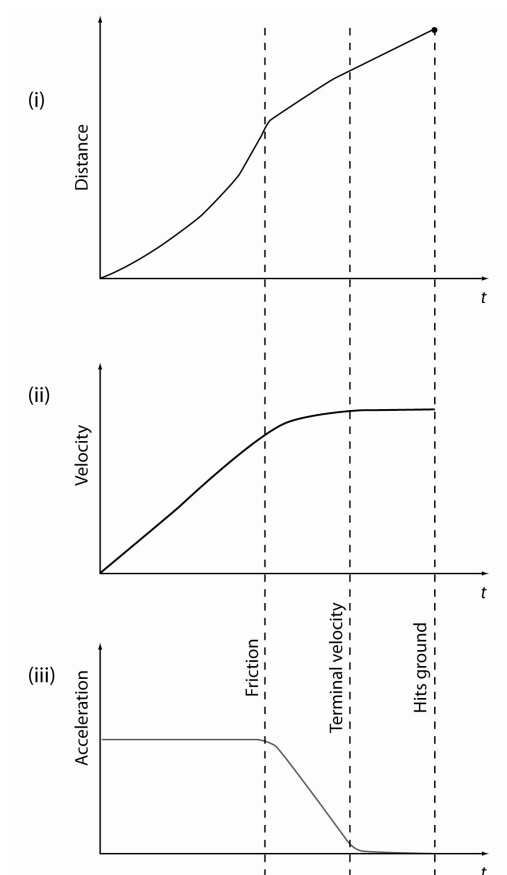 (i)
Distance
t
(ii)
Velocity
t
Friction
Terminal velocity
Hits ground
(iii)
Acceleration
t